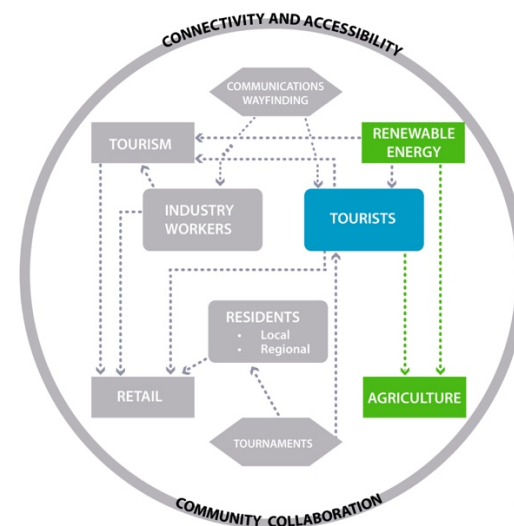 CONNECTIVITY AND ACCESSIBILITY
COMMUNICATIONS
WAYFINDING
TOURISM
RENEWABLE
ENERGY
INDUSTRY
WORKERS
TOURISTS
RESIDENTS
• Local
• Regional
RETAIL
AGRICULTURE
TOURNAMENTS
COMMUNITY COLLABORATION